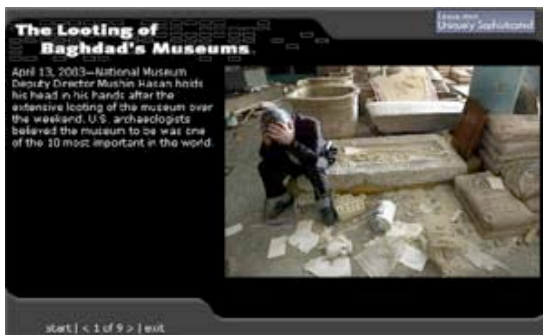 The Looting of
Baghdad's Museums
Uniquely Sophisticated
April 13, 2003—National Museum
Deputy Director Mushin Hasan holds
his head in his hands after the
extensive looting of the museum over
the weekend. U.S. archaeologists
believed the museum to be was one
of the 10 most important in the world.
start | < 1 of 9 > | exit